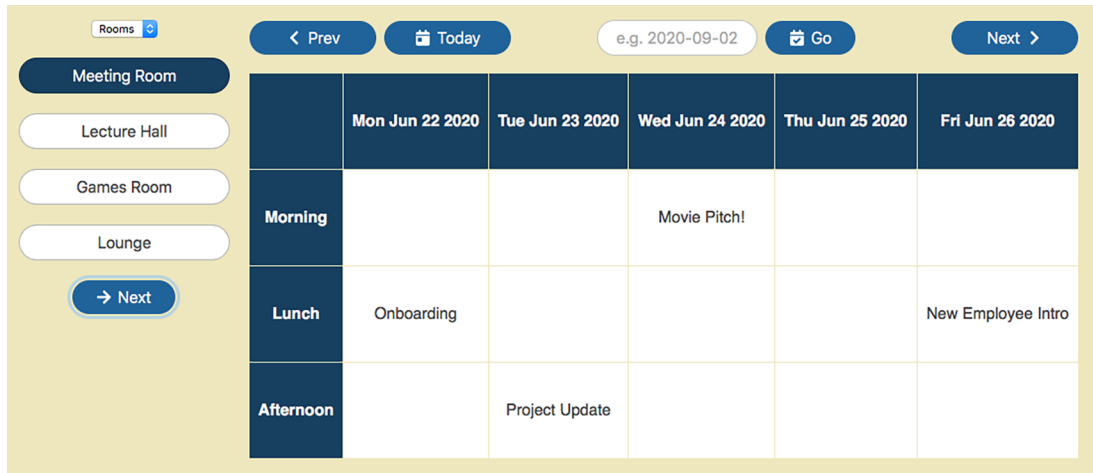 Rooms
Meeting Room
Lecture Hall
Games Room
Lounge
Next
Prev
Today
e.g. 2020-09-02
Go
Next
Mon Jun 22 2020 Tue Jun 23 2020 Wed Jun 24 2020 Thu Jun 25 2020 Fri Jun 26 2020
Morning Movie Pitch!
Lunch Onboarding New Employee Intro
Afternoon Project Update